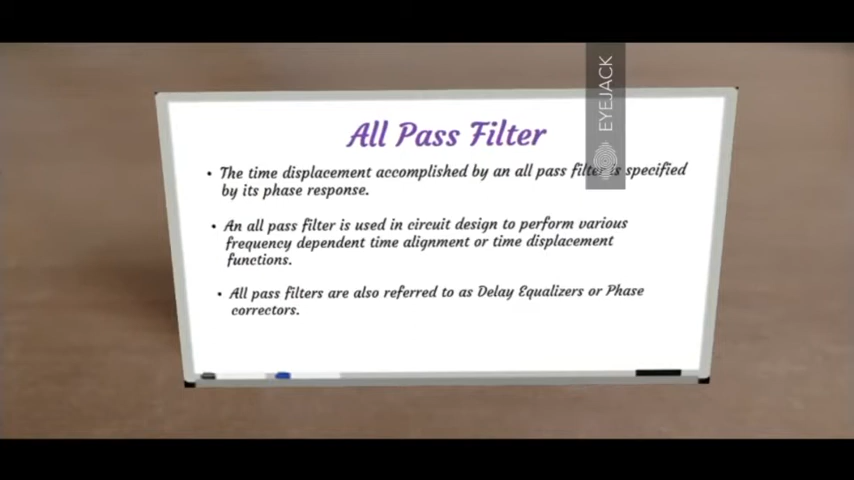 All Pass Filter
• The time displacement accomplished by an all pass filter is specified
by its phase response.
• An all pass filter is used in circuit design to perform various
frequency dependent time alignment or time displacement
functions.
• All pass filters are also referred to as Delay Equalizers or Phase
correctors.
EYEJACK